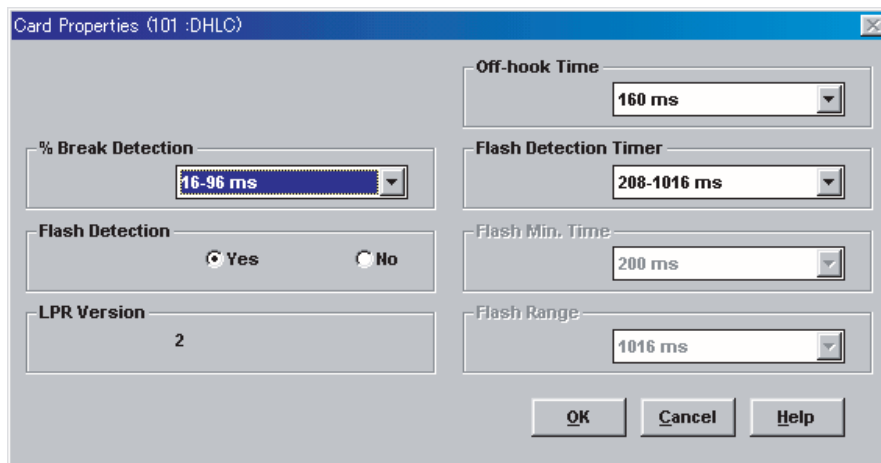 Card Properties (101 :DHLC)
Off-hook Time
160 ms
% Break Detection
16-96 ms
Flash Detection Timer
208-1016 ms
Flash Detection
Yes
No
Flash Min. Time
200 ms
LPR Version
2
Flash Range
1016 ms
OK
Cancel
Help